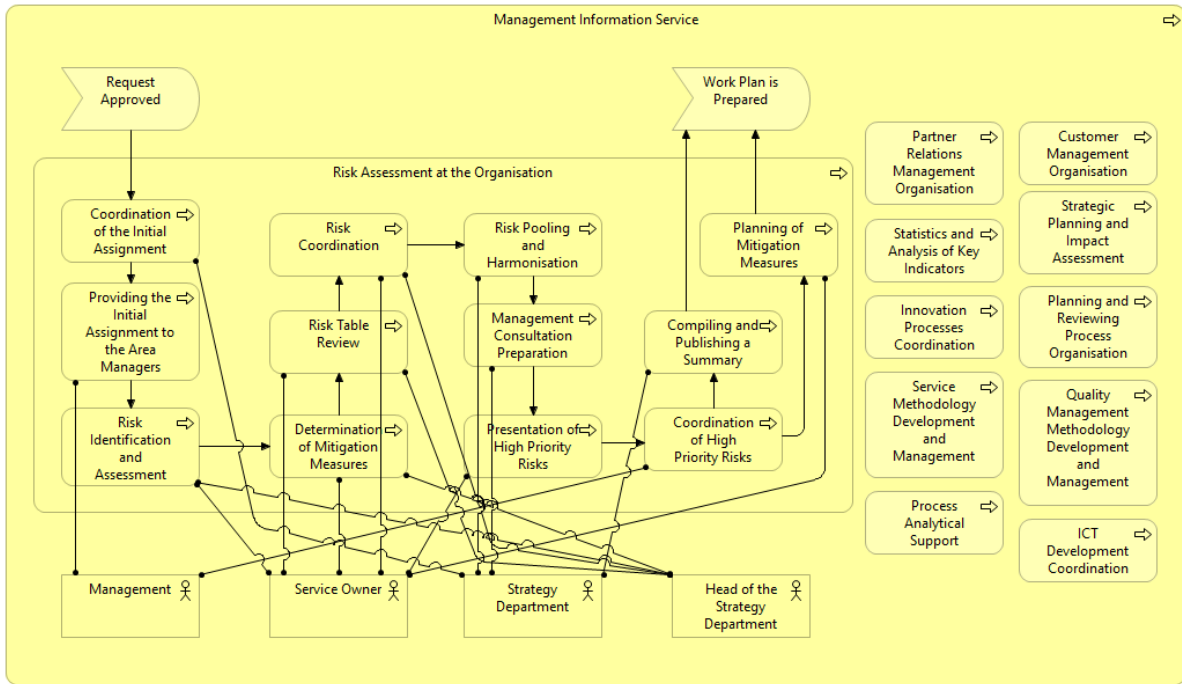 Management Information Service
Request
Approved
Work Plan is
Prepared
Risk Assessment at the Organisation
Coordination
of the Initial
Assignment
Providing the
Initial
Assignment to
the Area
Managers
Risk
Identification
and
Assessment
Risk
Coordination
Risk Table
Review
Determination
of Mitigation
Measures
Risk Pooling
and
Harmonisation
Management
Consultation
Preparation
Presentation of
High Priority
Risks
Compiling and
Publishing a
Summary
Coordination
of High
Priority Risks
Planning of
Mitigation
Measures
Partner
Relations
Management
Organisation
Customer
Management
Organisation
Statistics and
Analysis of Key
Indicators
Strategic
Planning and
Impact
Assessment
Innovation
Processes
Coordination
Planning and
Reviewing
Process
Organisation
Service
Methodology
Development
and
Management
Quality
Management
Methodology
Development
and
Management
Process
Analytical
Support
ICT
Development
Coordination
Management
Service Owner
Strategy
Department
Head of the
Strategy
Department